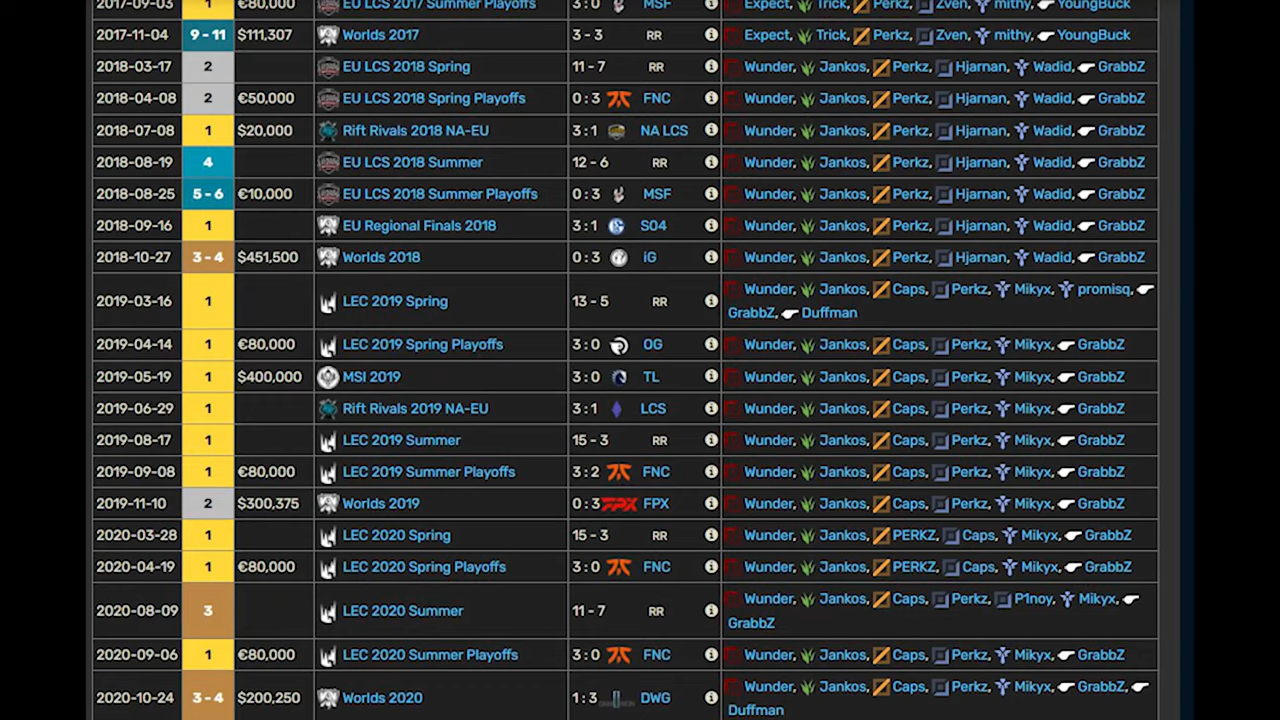 2017-09-03 1 €80,000 EU LCS 2017 Summer Playoffs 3:0 MSF Expect, Trick, Perkz, Zven, mithy, YoungBuck
2017-11-04 9 - 11 $111,307 Worlds 2017 3 - 3 RR Expect, Trick, Perkz, Zven, mithy, YoungBuck
2018-03-17 2 EU LCS 2018 Spring 11 - 7 RR Wunder, Jankos, Perkz, Hjarnan, Wadid, GrabbZ
2018-04-08 2 €50,000 EU LCS 2018 Spring Playoffs 0:3 FNC Wunder, Jankos, Perkz, Hjarnan, Wadid, GrabbZ
2018-07-08 1 $20,000 Rift Rivals 2018 NA-EU 3:1 NA LCS Wunder, Jankos, Perkz, Hjarnan, Wadid, GrabbZ
2018-08-19 4 EU LCS 2018 Summer 12 - 6 RR Wunder, Jankos, Perkz, Hjarnan, Wadid, GrabbZ
2018-08-25 5 - 6 €10,000 EU LCS 2018 Summer Playoffs 0:3 MSF Wunder, Jankos, Perkz, Hjarnan, Wadid, GrabbZ
2018-09-16 1 EU Regional Finals 2018 3:1 S04 Wunder, Jankos, Perkz, Hjarnan, Wadid, GrabbZ
2018-10-27 3 - 4 $451,500 Worlds 2018 0:3 iG Wunder, Jankos, Perkz, Hjarnan, Wadid, GrabbZ
2019-03-16 1 LEC 2019 Spring 13 - 5 RR Wunder, Jankos, Caps, Perkz, Mikyx, promisq,
GrabbZ, Duffman
2019-04-14 1 €80,000 LEC 2019 Spring Playoffs 3:0 OG Wunder, Jankos, Caps, Perkz, Mikyx, GrabbZ
2019-05-19 1 $400,000 MSI 2019 3:0 TL Wunder, Jankos, Caps, Perkz, Mikyx, GrabbZ
2019-06-29 1 Rift Rivals 2019 NA-EU 3:1 LCS Wunder, Jankos, Caps, Perkz, Mikyx, GrabbZ
2019-08-17 1 LEC 2019 Summer 15 - 3 RR Wunder, Jankos, Caps, Perkz, Mikyx, GrabbZ
2019-09-08 1 €80,000 LEC 2019 Summer Playoffs 3:2 FNC Wunder, Jankos, Caps, Perkz, Mikyx, GrabbZ
2019-11-10 2 $300,375 Worlds 2019 0:3 FPX FPX Wunder, Jankos, Caps, Perkz, Mikyx, GrabbZ
2020-03-28 1 LEC 2020 Spring 15 - 3 RR Wunder, Jankos, PERKZ, Caps, Mikyx, GrabbZ
2020-04-19 1 €80,000 LEC 2020 Spring Playoffs 3:0 FNC Wunder, Jankos, PERKZ, Caps, Mikyx, GrabbZ
2020-08-09 3 LEC 2020 Summer 11 - 7 RR Wunder, Jankos, Caps, Perkz, P1noy, Mikyx,
GrabbZ
2020-09-06 1 €80,000 LEC 2020 Summer Playoffs 3:0 FNC Wunder, Jankos, Caps, Perkz, Mikyx, GrabbZ
2020-10-24 3 - 4 $200,250 Worlds 2020 1:3 DWG Wunder, Jankos, Caps, Perkz, Mikyx, GrabbZ,
Duffman